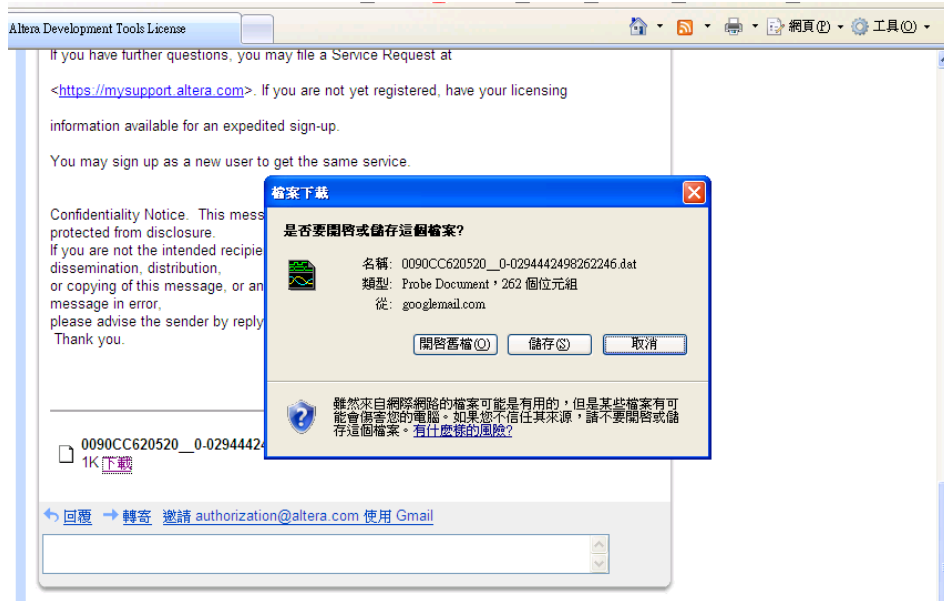 Altera Development Tools License
網頁(P)
工具(O)
If you have further questions, you may file a Service Request at
<https://mysupport.altera.com>. If you are not yet registered, have your licensing
information available for an expedited sign-up.
You may sign up as a new user to get the same service.
Confidentiality Notice.  This mess
protected from disclosure.
If you are not the intended recipie
dissemination, distribution,
or copying of this message, or an
message in error,
please advise the sender by reply
Thank you.
檔案下載
是否要開啓或儲存這個檔案?
名稱: 0090CC620520__0-0294442498262246.dat
類型: Probe Document，262 個位元組
從: googlemail.com
開啓舊檔(O)
儲存(S)
取消
雖然來自網際網路的檔案可能是有用的，但是某些檔案有可
能會傷害您的電腦。如果您不信任其來源，請不要開啓或儲
存這個檔案。有什麼樣的風險?
0090CC620520__0-02944424
1K 下載
回覆 轉寄 邀請 authorization@altera.com 使用 Gmail